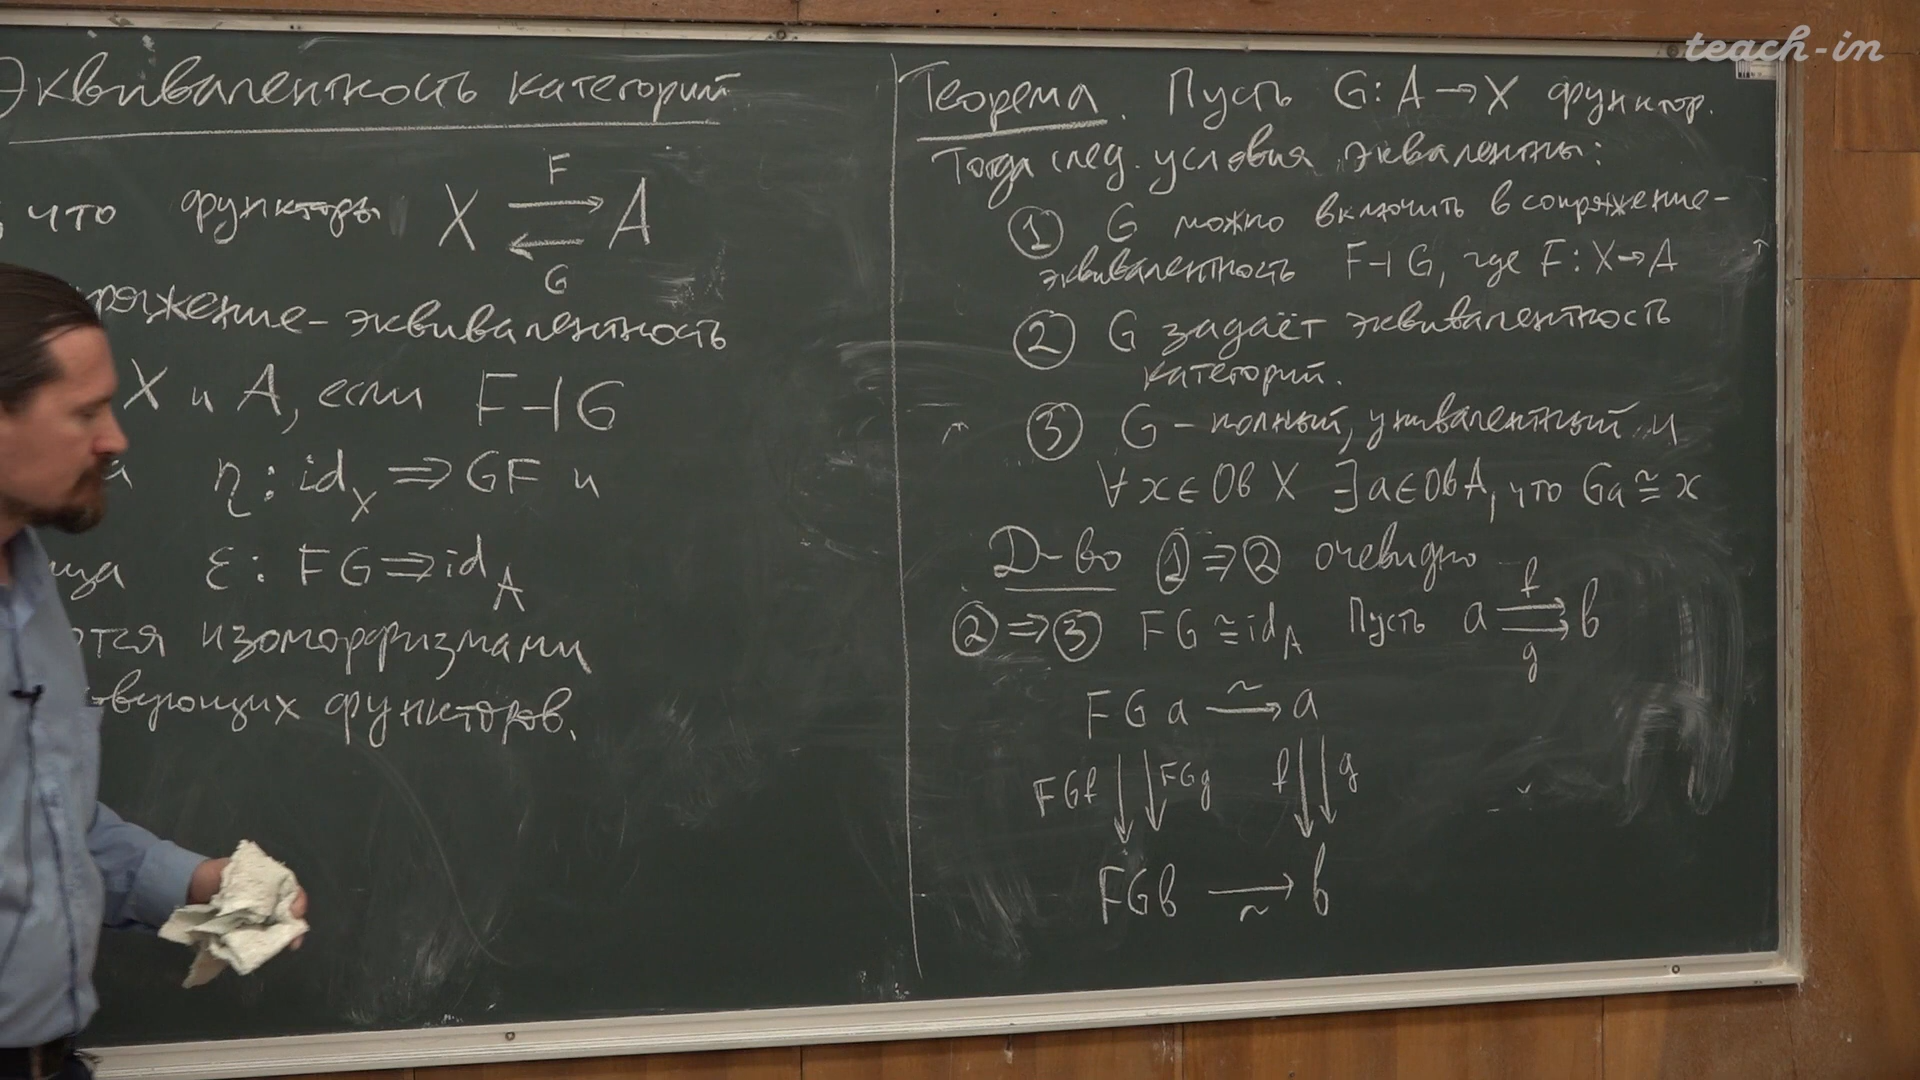 Эквивалентность категорий
что функторы X ⇄ A
F
G
сопряжение-эквивалентность
X и A, если F ⊣ G
η: id_X ⇒ GF и
ε: FG ⇒ id_A
изоморфизмами
функторов.
Теорема. Пусть G: A → X функтор.
Тогда след. условия эквивалентны:
① G можно включить в сопряжение-
эквивалентность F ⊣ G, где F: X → A
② G задаёт эквивалентность
категорий.
③ G – полный, унивалентный и
∀ x ∈ Ob X ∃ a ∈ Ob A, что Ga ≅ x
Д-во ① ⇒ ② очевидно
② ⇒ ③ FG ≅ id_A Пусть a ⇉ b
f
g
FGa →~ a
FGf FGg f g
FGb →~ b
teach-in